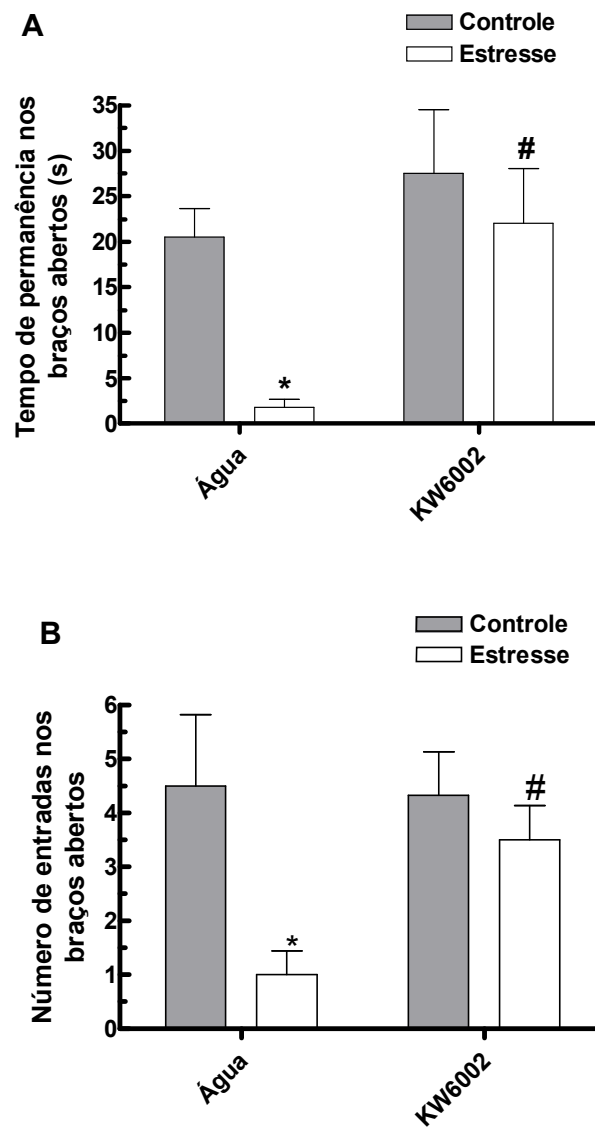 A
Controle
Estresse
Tempo de permanência nos
braços abertos (s)
35
30
25
20
15
10
5
0
*
#
Água
KW6002
B
Controle
Estresse
Número de entradas nos
braços abertos
6
5
4
3
2
1
0
*
#
Água
KW6002